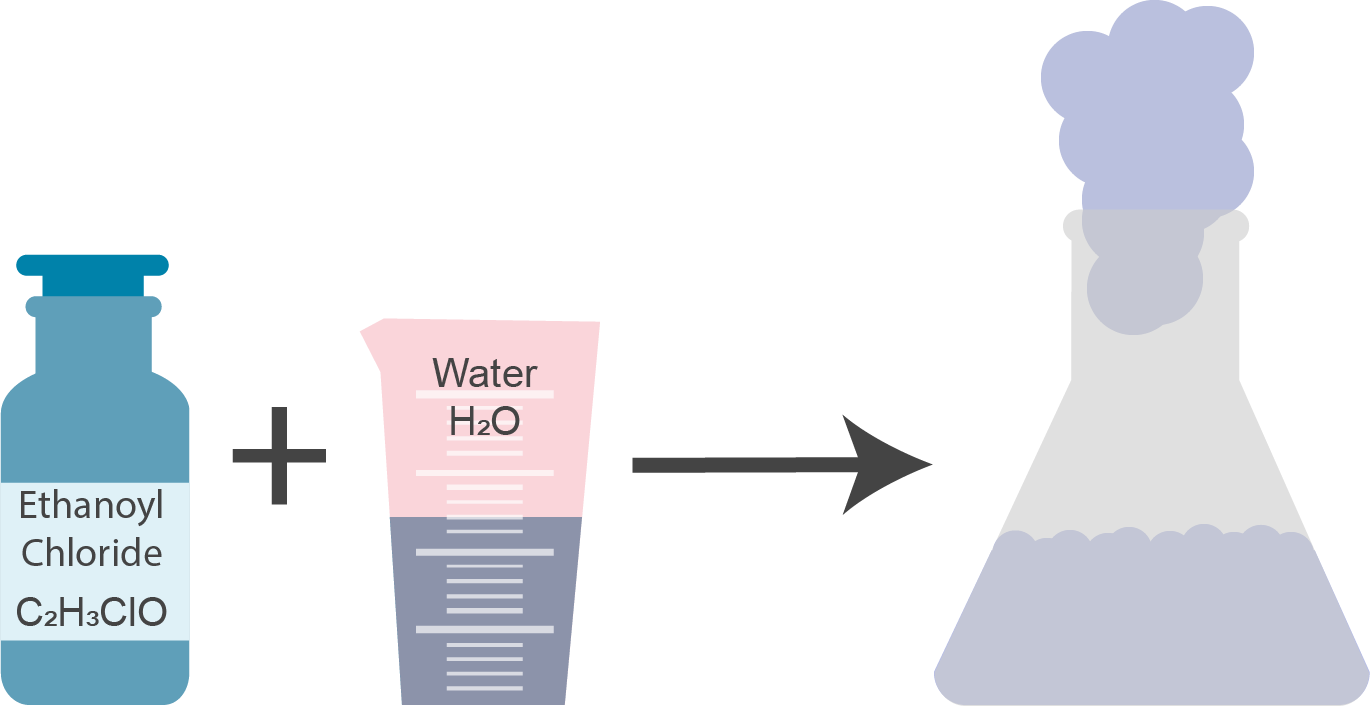 Ethanoyl
Chloride
C₂H₃ClO
+
Water
H₂O